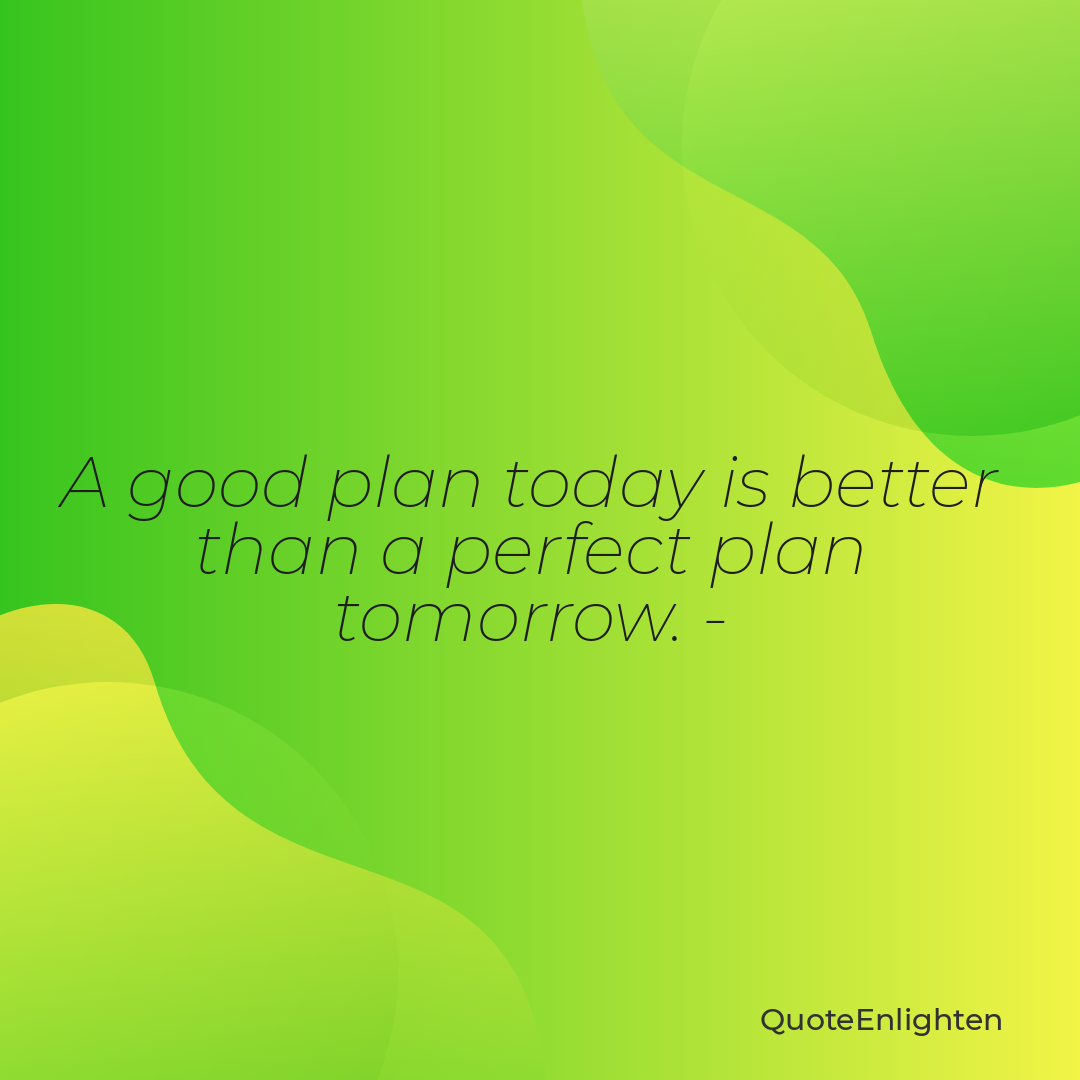 A good plan today is better
than a perfect plan
tomorrow. -
QuoteEnlighten